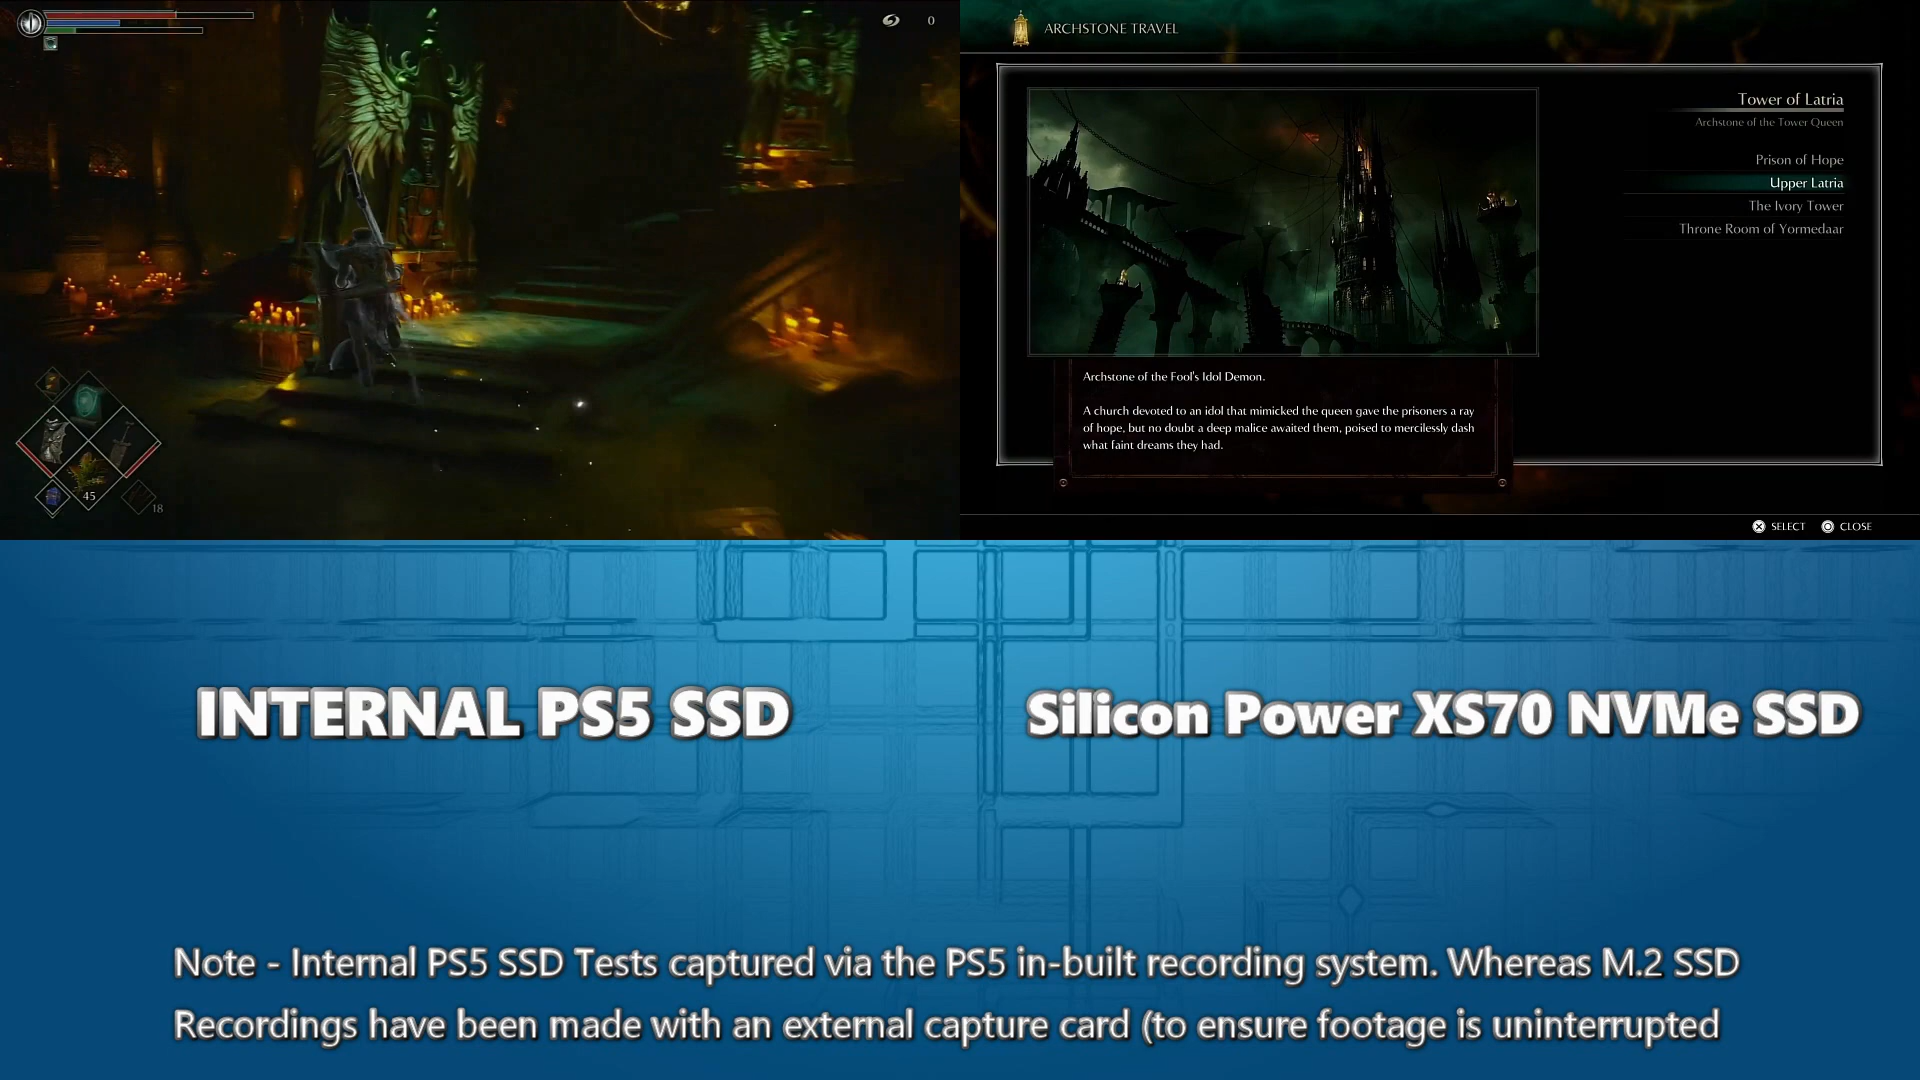 0
45
18
ARCHSTONE TRAVEL
Tower of Latria
Archstone of the Tower Queen
Prison of Hope
Upper Latria
The Ivory Tower
Throne Room of Yormedaar
Archstone of the Fool's Idol Demon.
A church devoted to an idol that mimicked the queen gave the prisoners a ray
of hope, but no doubt a deep malice awaited them, poised to mercilessly dash
what faint dreams they had.
SELECT CLOSE
INTERNAL PS5 SSD
Silicon Power XS70 NVMe SSD
Note - Internal PS5 SSD Tests captured via the PS5 in-built recording system. Whereas M.2 SSD
Recordings have been made with an external capture card (to ensure footage is uninterrupted